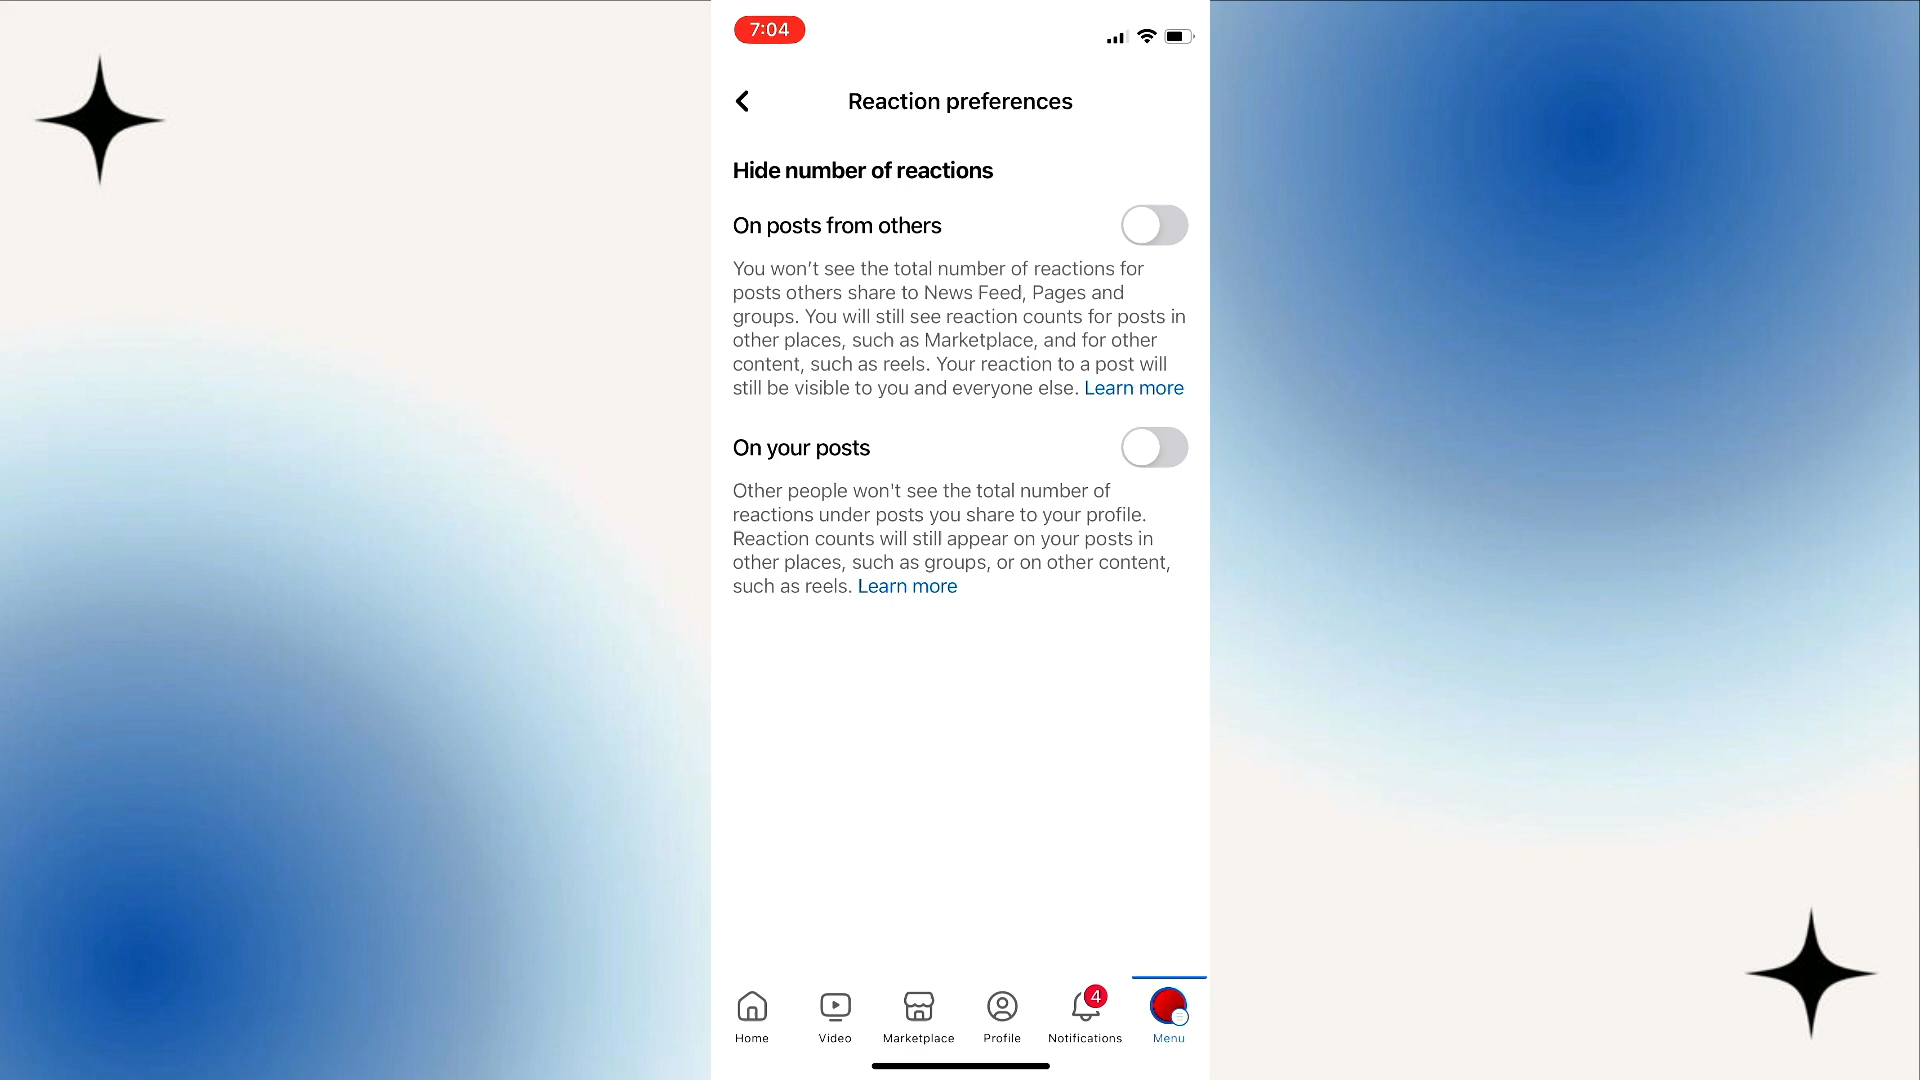 7:04
Reaction preferences
Hide number of reactions
On posts from others
You won’t see the total number of reactions for
posts others share to News Feed, Pages and
groups. You will still see reaction counts for posts in
other places, such as Marketplace, and for other
content, such as reels. Your reaction to a post will
still be visible to you and everyone else. Learn more
On your posts
Other people won't see the total number of
reactions under posts you share to your profile.
Reaction counts will still appear on your posts in
other places, such as groups, or on other content,
such as reels. Learn more
4
Home Video Marketplace Profile Notifications Menu